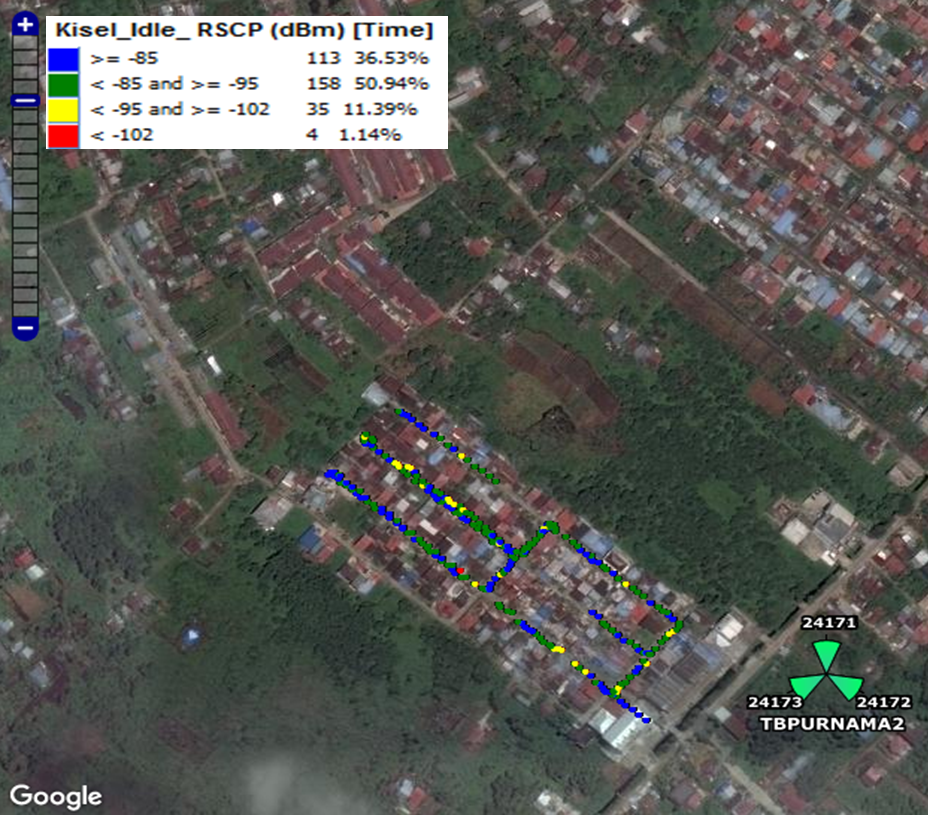 Kisel_Idle_ RSCP (dBm) [Time]
>= -85 113 36.53%
< -85 and >= -95 158 50.94%
< -95 and >= -102 35 11.39%
< -102 4 1.14%
24171
24173 24172
TBPURNAMA2
Google